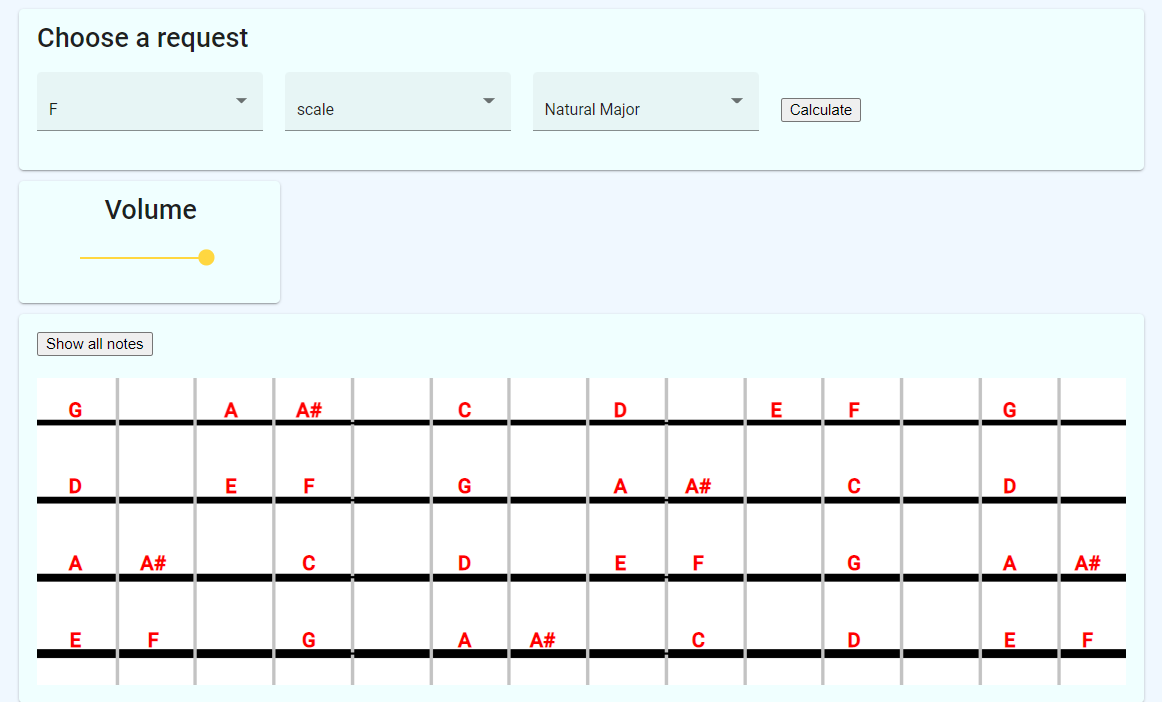 Choose a request
F scale Natural Major Calculate
Volume
Show all notes
G A A# C D E F G
D E F G A A# C D
A A# C D E F G A A#
E F G A A# C D E F